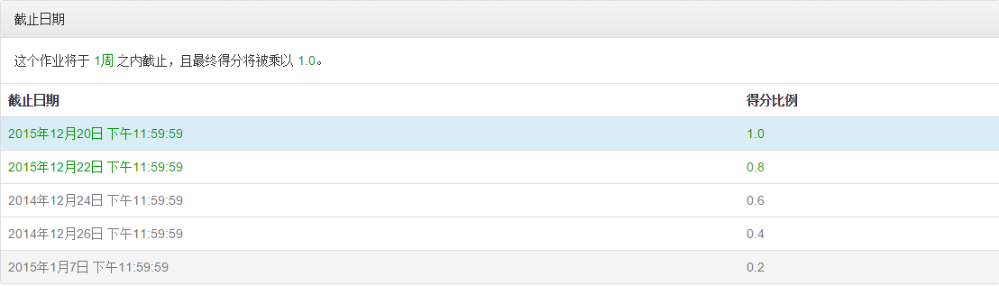 截止日期
这个作业将于 1周 之内截止，且最终得分将被乘以 1.0。
截止日期 得分比例
2015年12月20日 下午11:59:59 1.0
2015年12月22日 下午11:59:59 0.8
2014年12月24日 下午11:59:59 0.6
2014年12月26日 下午11:59:59 0.4
2015年1月7日 下午11:59:59 0.2